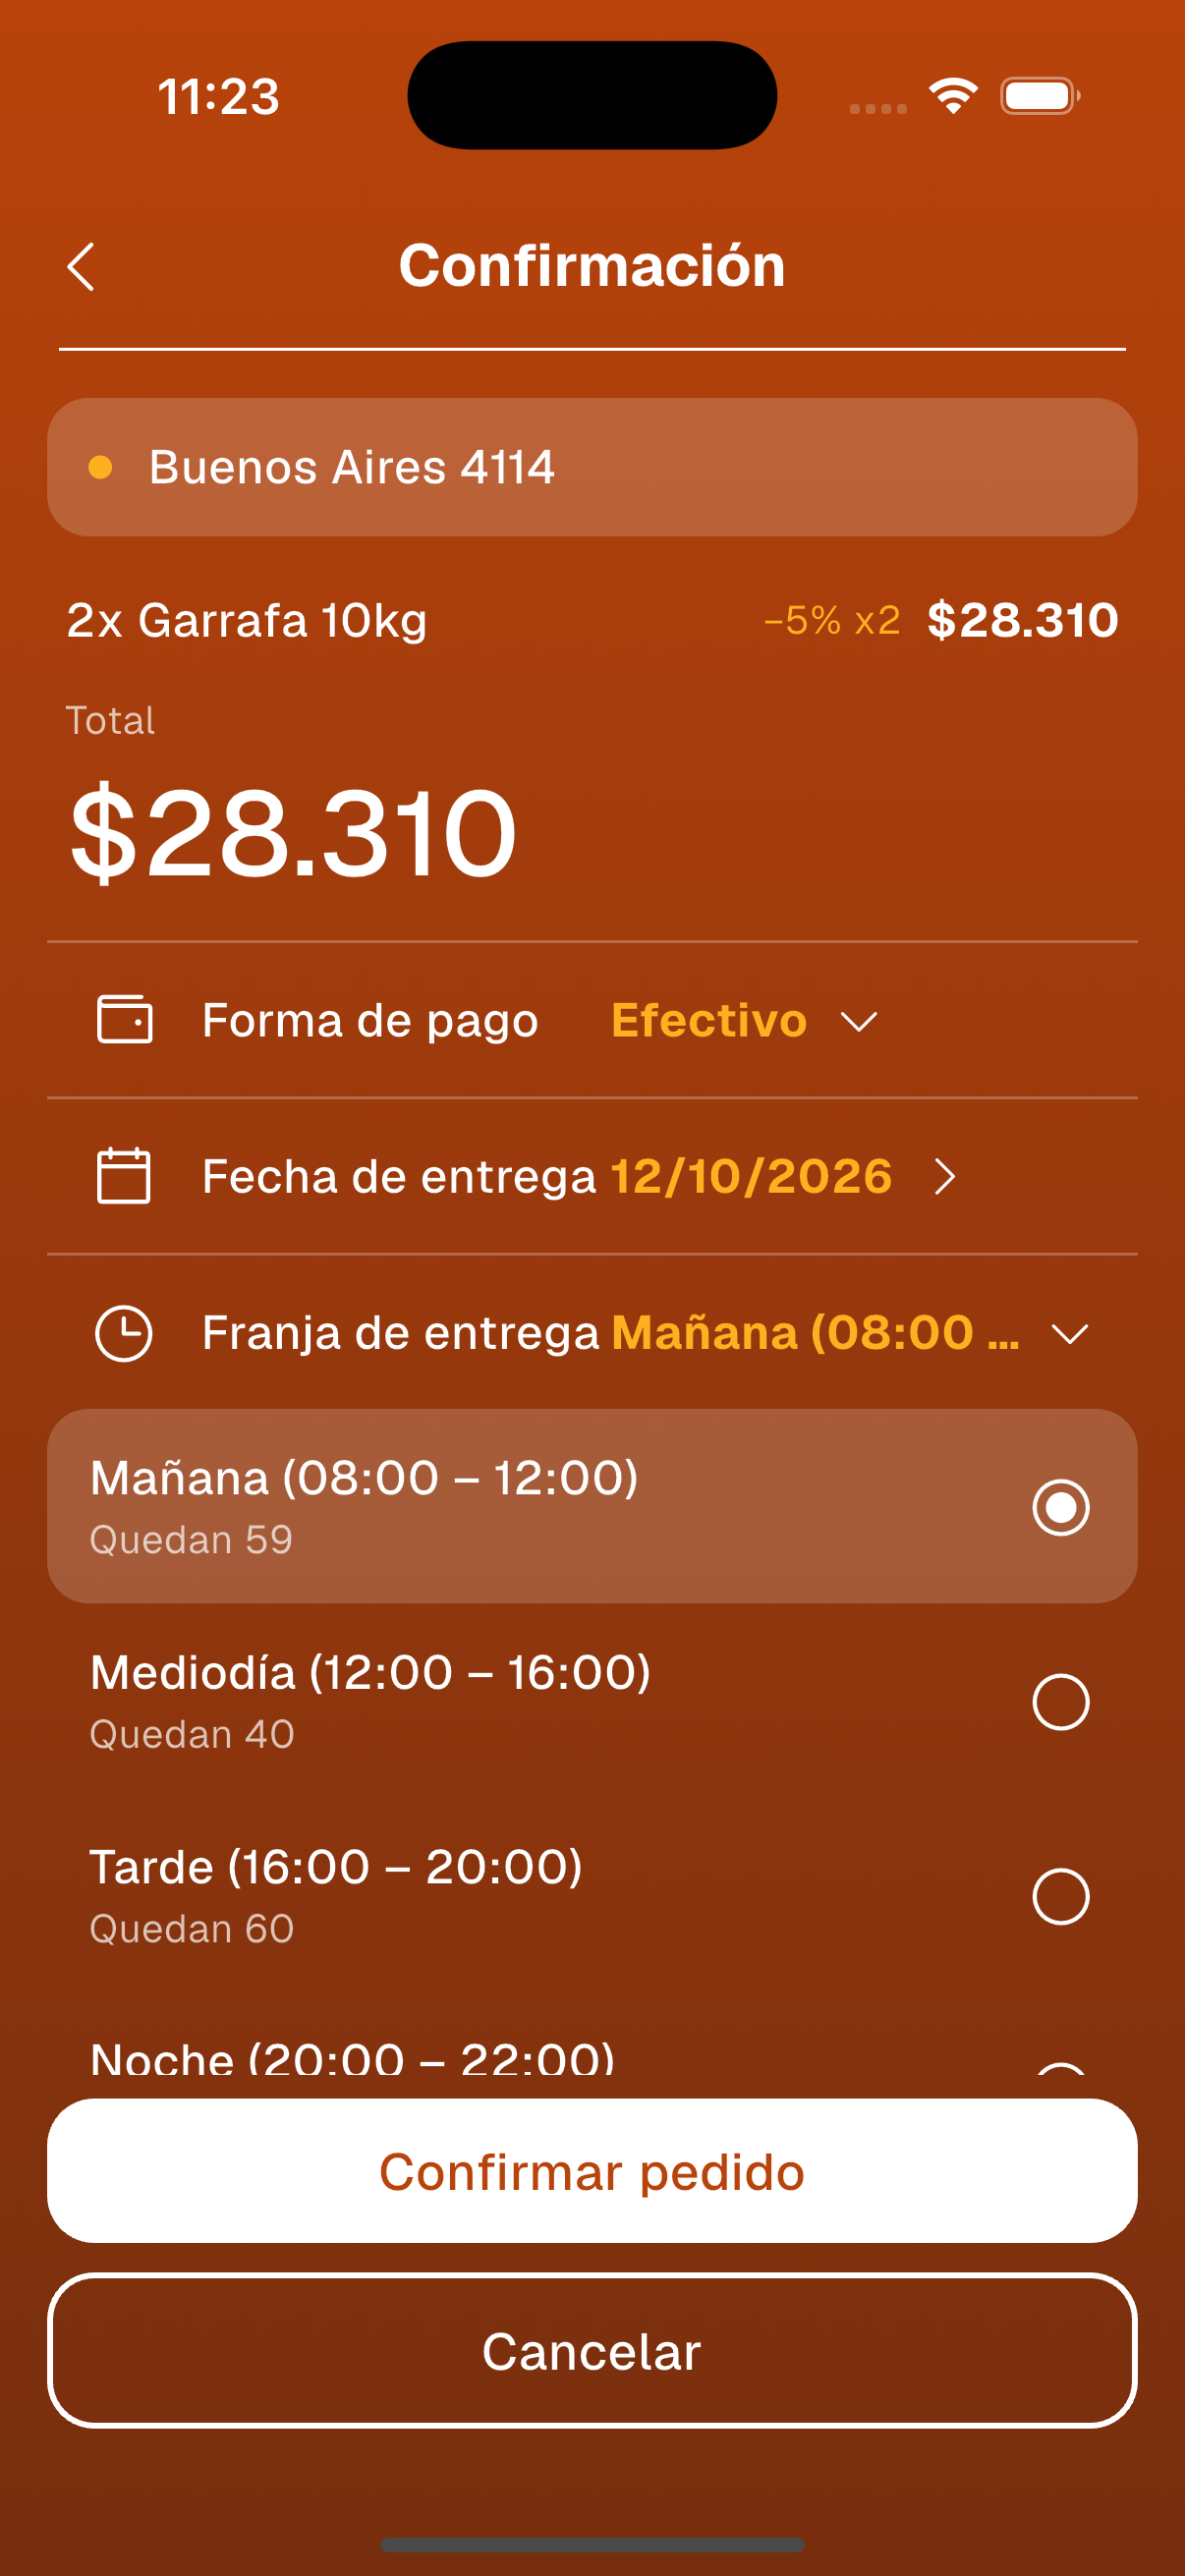 11:23
Confirmación
Buenos Aires 4114
2x Garrafa 10kg −5% x2 $28.310
Total
$28.310
Forma de pago Efectivo
Fecha de entrega 12/10/2026
Franja de entrega Mañana (08:00 ...
Mañana (08:00 – 12:00)
Quedan 59
Mediodía (12:00 – 16:00)
Quedan 40
Tarde (16:00 – 20:00)
Quedan 60
Noche (20:00 – 22:00)
Confirmar pedido
Cancelar